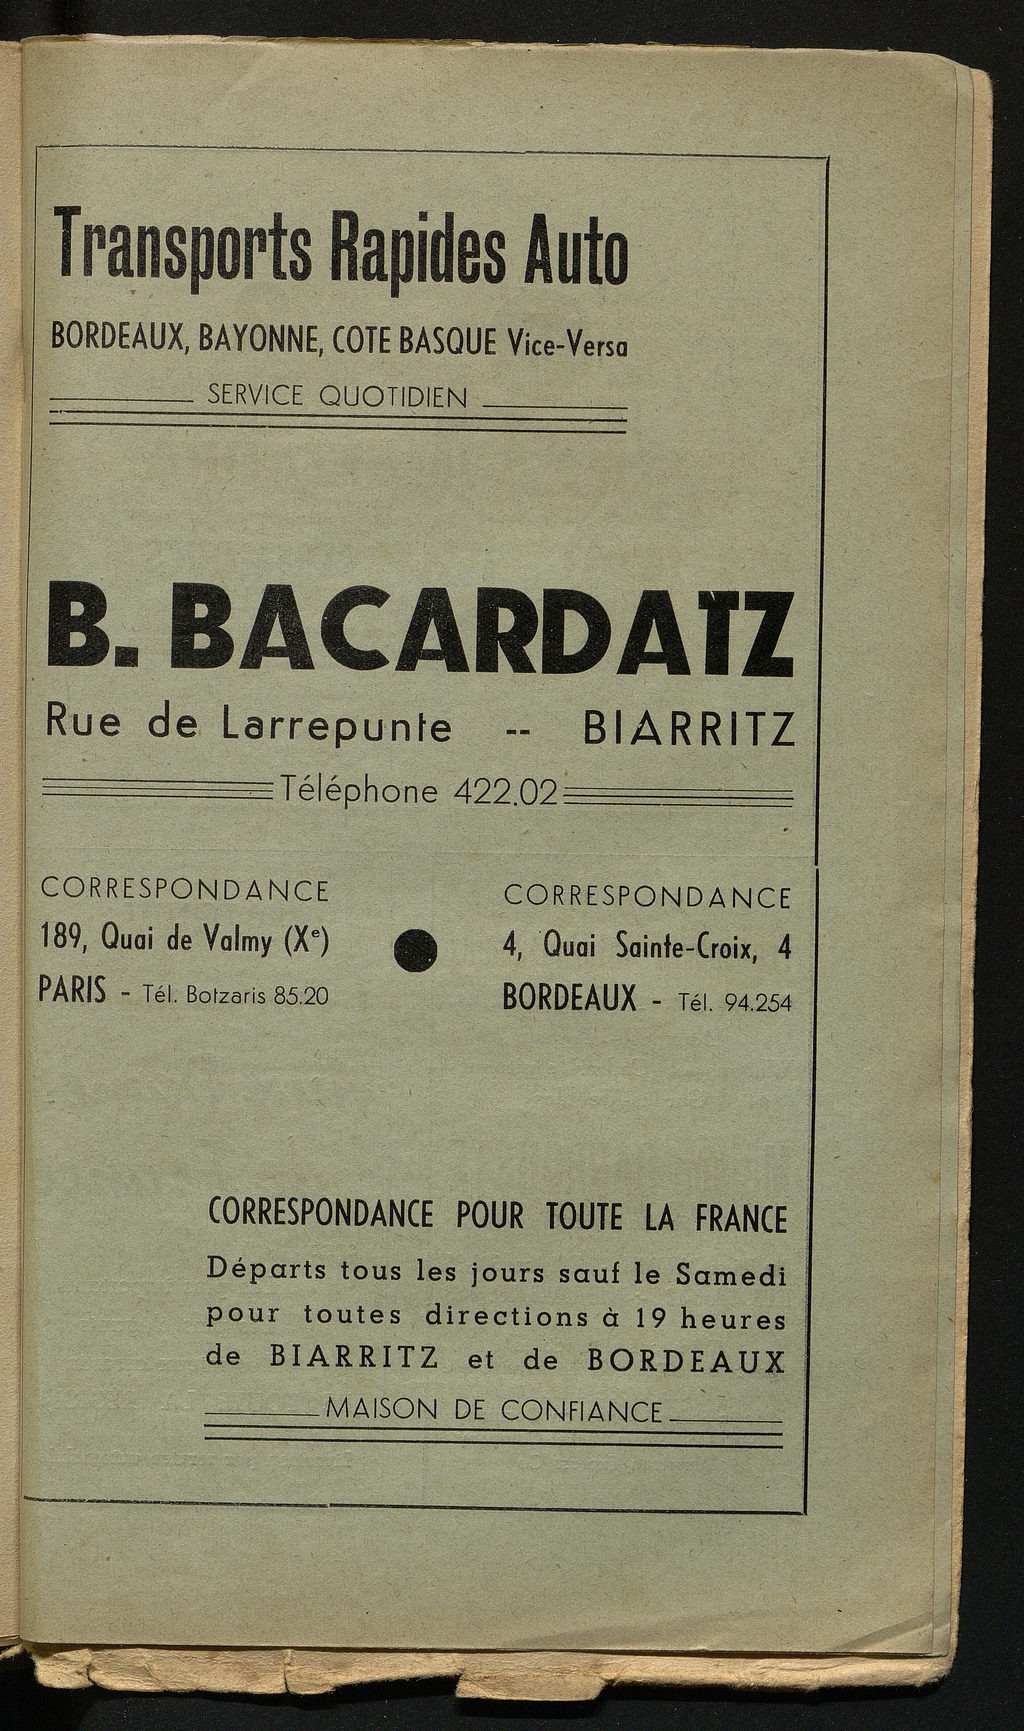 Transports Rapides Auto
BORDEAUX, BAYONNE, COTE BASQUE Vice-Versa
SERVICE QUOTIDIEN
B. BACARDATZ
Rue de Larrepunte -- BIARRITZ
Téléphone 422.02
CORRESPONDANCE
189, Quai de Valmy (Xe)
PARIS - Tél. Botzaris 85.20
CORRESPONDANCE
4, Quai Sainte-Croix, 4
BORDEAUX - Tél. 94.254
CORRESPONDANCE POUR TOUTE LA FRANCE
Départs tous les jours sauf le Samedi
pour toutes directions à 19 heures
de BIARRITZ et de BORDEAUX
MAISON DE CONFIANCE